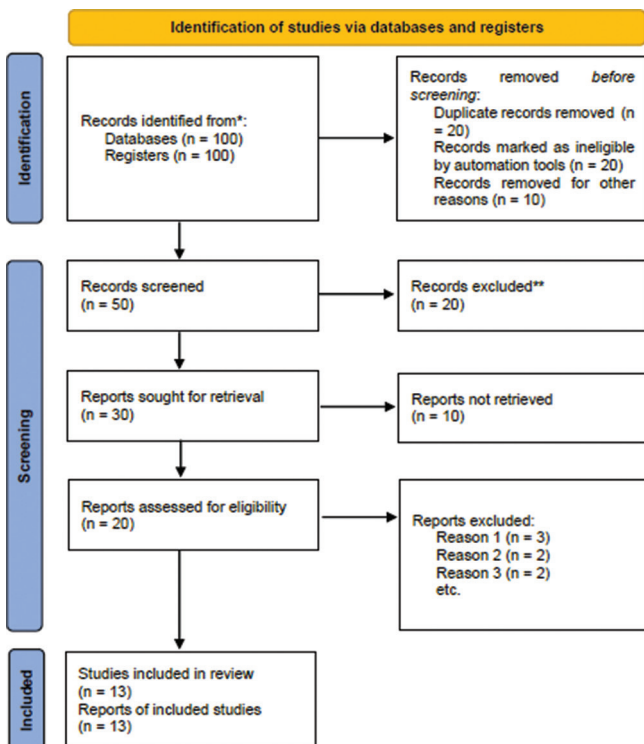 Identification of studies via databases and registers
Identification
Records identified from*:
Databases (n = 100)
Registers (n = 100)
Records removed before
screening:
Duplicate records removed (n
= 20)
Records marked as ineligible
by automation tools (n = 20)
Records removed for other
reasons (n = 10)
Screening
Records screened
(n = 50)
Records excluded**
(n = 20)
Reports sought for retrieval
(n = 30)
Reports not retrieved
(n = 10)
Reports assessed for eligibility
(n = 20)
Reports excluded:
Reason 1 (n = 3)
Reason 2 (n = 2)
Reason 3 (n = 2)
etc.
Included
Studies included in review
(n = 13)
Reports of included studies
(n = 13)